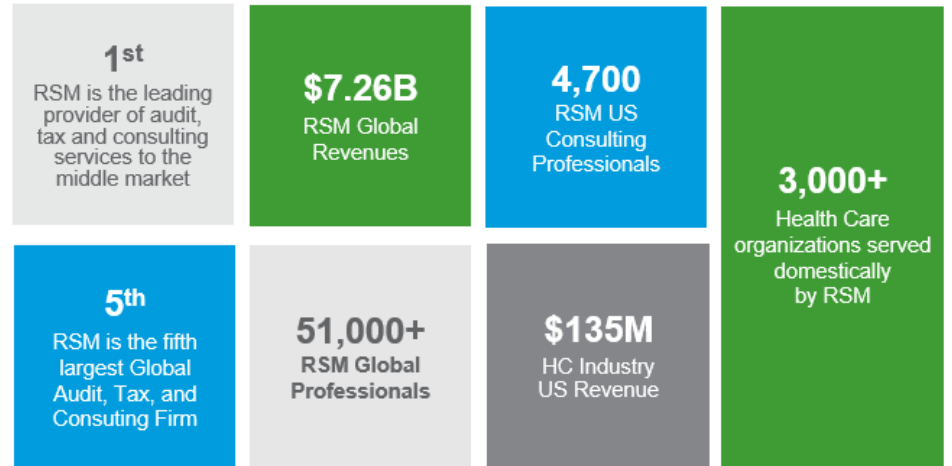 1st
RSM is the leading
provider of audit,
tax and consulting
services to the
middle market
$7.26B
RSM Global
Revenues
4,700
RSM US
Consulting
Professionals
3,000+
Health Care
organizations served
domestically
by RSM
5th
RSM is the fifth
largest Global
Audit, Tax, and
Consuting Firm
51,000+
RSM Global
Professionals
$135M
HC Industry
US Revenue